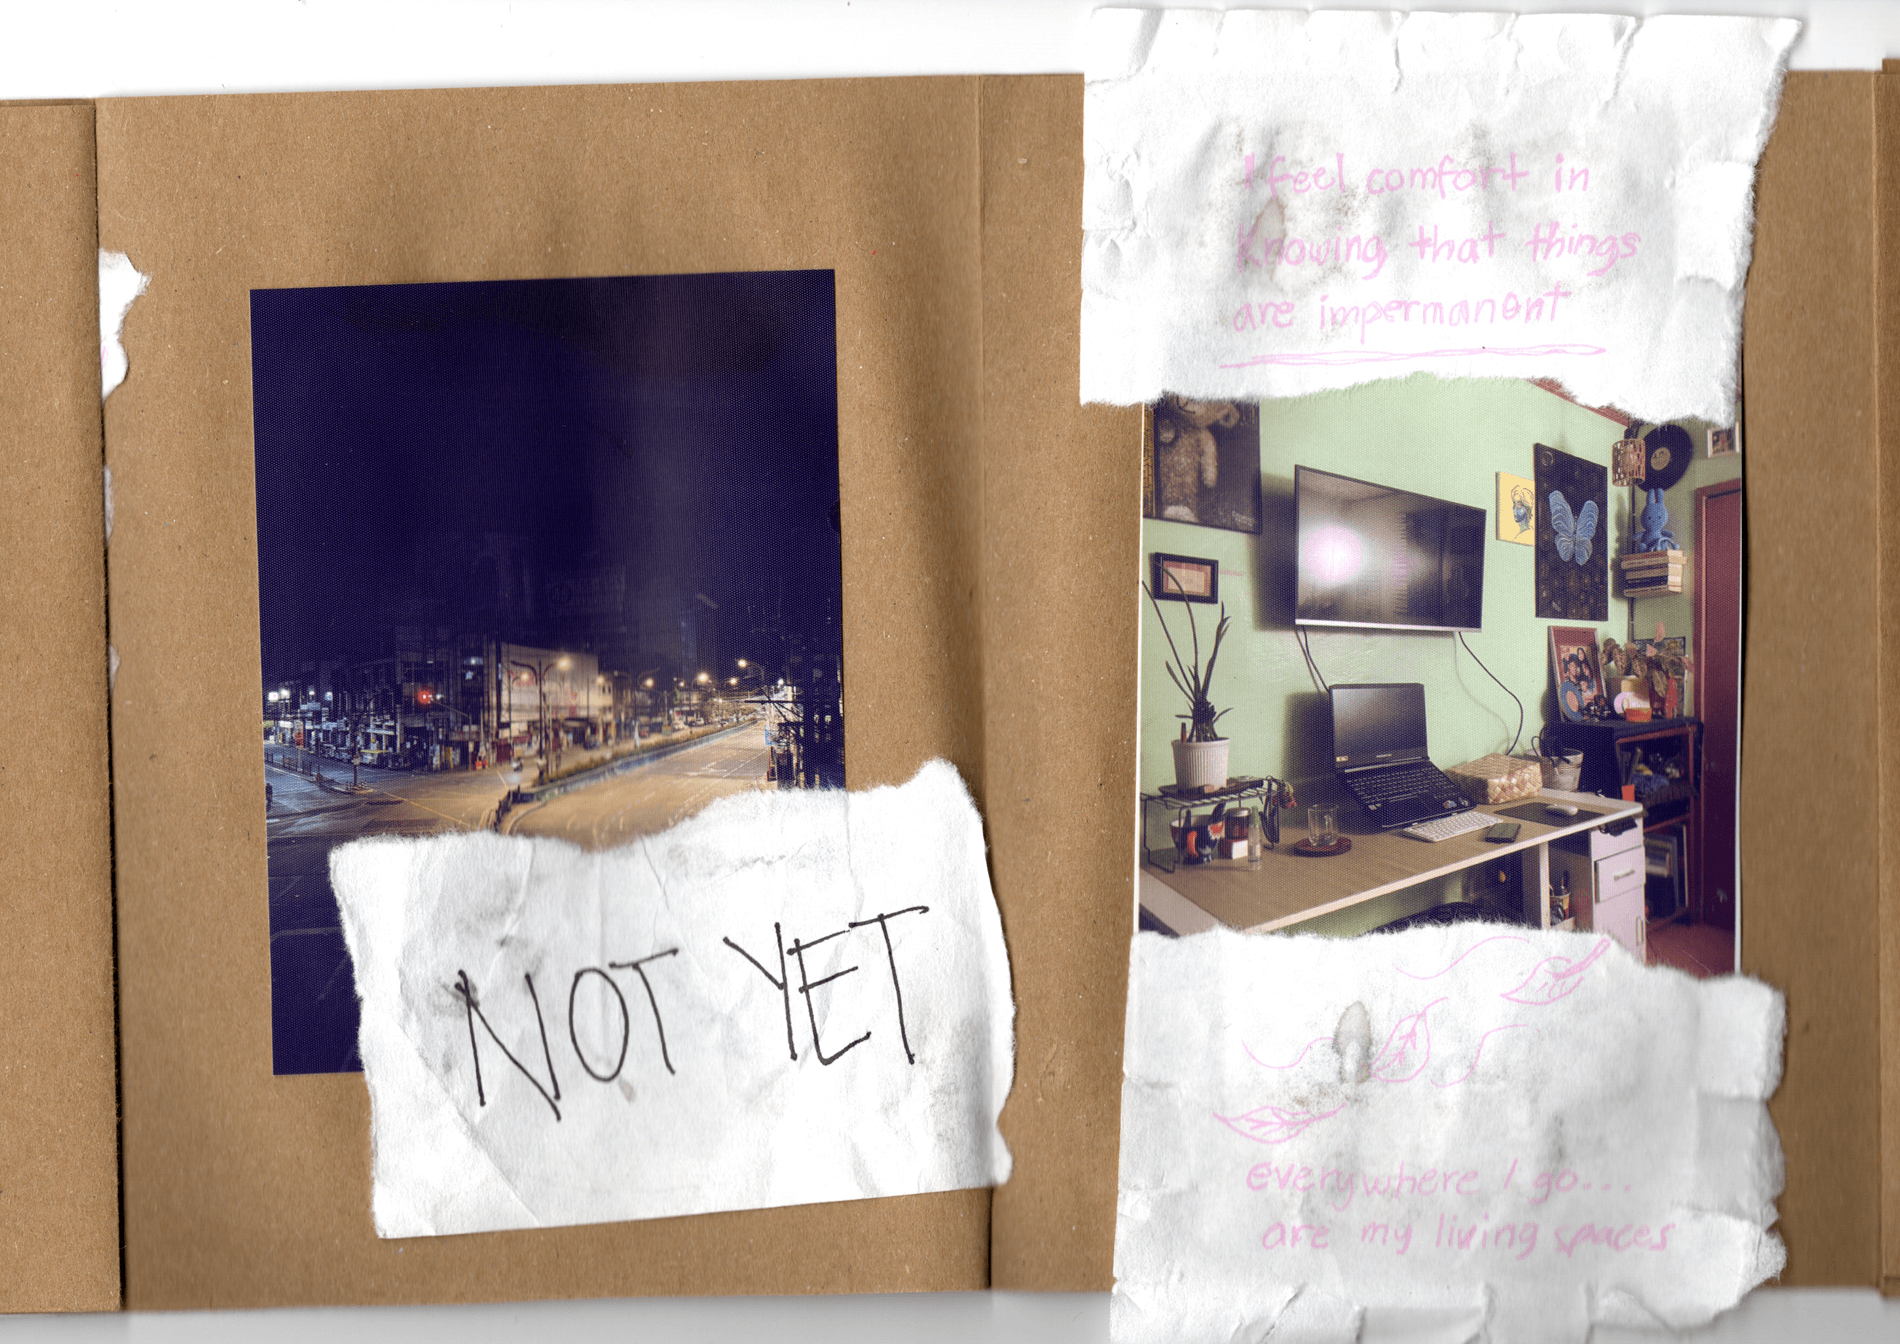 NOT YET
I feel comfort in
Knowing that things
are impermanent
everywhere I go...
are my living spaces